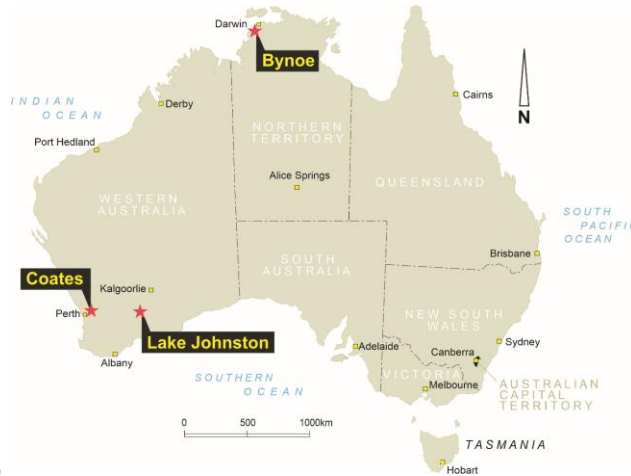 Darwin
Bynoe
INDIAN
OCEAN
Derby
Cairns
N
Port Hedland
NORTHERN
TERRITORY
Alice Springs
QUEENSLAND
WESTERN
AUSTRALIA
SOUTH
PACIFIC
OCEAN
SOUTH
AUSTRALIA
Brisbane
Coates
Kalgoorlie
Perth
NEW SOUTH
WALES
Lake Johnston
Sydney
Adelaide
Canberra
Albany
VICTORIA
Melbourne
AUSTRALIAN
CAPITAL
TERRITORY
SOUTHERN
OCEAN
0 500 1000km
TASMANIA
Hobart